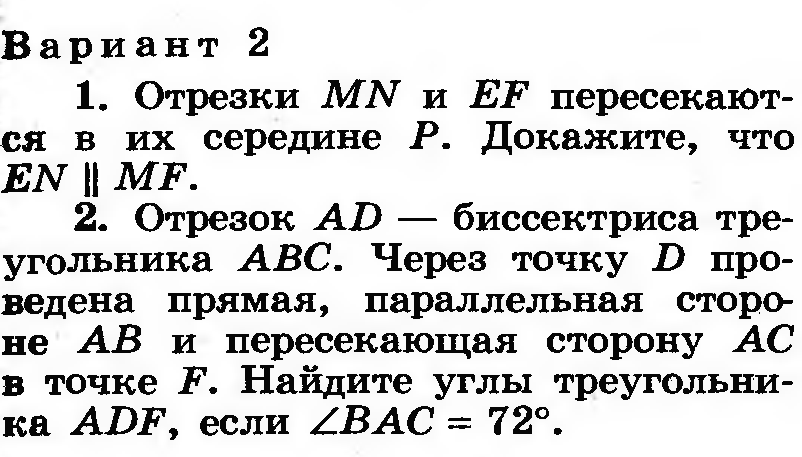 Вариант 2
1. Отрезки MN и EF пересекают-
ся в их середине P. Докажите, что
EN || MF.
2. Отрезок AD — биссектриса тре-
угольника ABC. Через точку D про-
ведена прямая, параллельная сторо-
не AB и пересекающая сторону AC
в точке F. Найдите углы треугольни-
ка ADF, если ∠BAC = 72°.